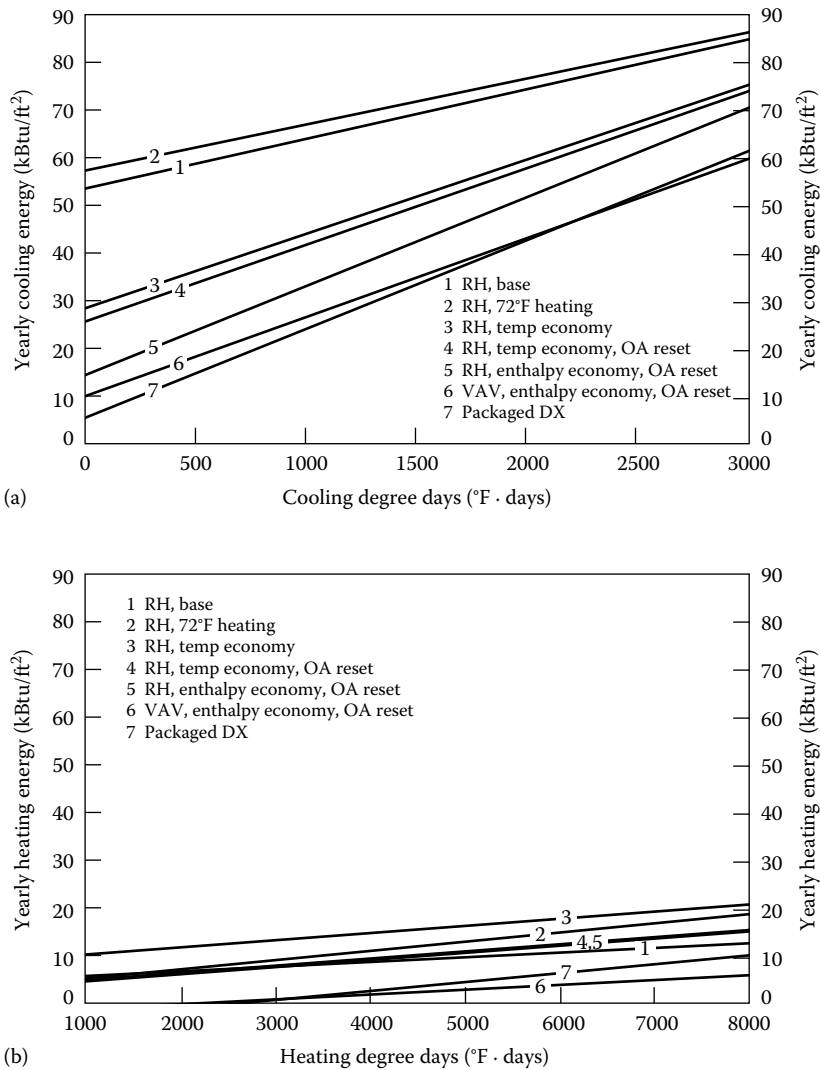 90
90
80
80
70
70
60
60
50
50
40
40
30
30
20
20
10
10
0
0
Yearly cooling energy (kBtu/ft²)
Yearly cooling energy (kBtu/ft²)
2
1
3
4
5
6
7
1 RH, base
2 RH, 72°F heating
3 RH, temp economy
4 RH, temp economy, OA reset
5 RH, enthalpy economy, OA reset
6 VAV, enthalpy economy, OA reset
7 Packaged DX
0 500 1000 1500 2000 2500 3000
(a)
Cooling degree days (°F · days)
90
90
80
80
70
70
60
60
50
50
40
40
30
30
20
20
10
10
0
0
Yearly heating energy (kBtu/ft²)
Yearly heating energy (kBtu/ft²)
1 RH, base
2 RH, 72°F heating
3 RH, temp economy
4 RH, temp economy, OA reset
5 RH, enthalpy economy, OA reset
6 VAV, enthalpy economy, OA reset
7 Packaged DX
3
2
4,5
1
7
6
1000 2000 3000 4000 5000 6000 7000 8000
(b)
Heating degree days (°F · days)